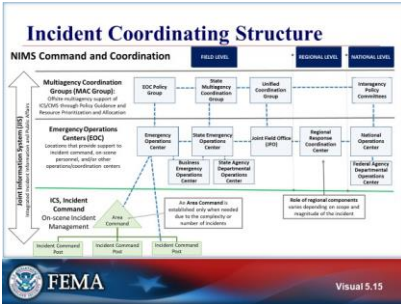 Incident Coordinating Structure
NIMS Command and Coordination
FIELD LEVEL
REGIONAL LEVEL
NATIONAL LEVEL
Joint Information System (JIS)
Integrated Incident Information and Public Affairs
Multiagency Coordination
Groups (MAC Group):
Offsite multiagency support of
ICS/CMS through Policy Guidance and
Resource Prioritization and Allocation
EOC Policy
Group
State
Multiagency
Coordination
Group
Unified
Coordination
Group
Interagency
Policy
Committees
Emergency Operations
Centers (EOC)
Locations that provide support to
incident command, on-scene
personnel, and/or other
operations/coordination centers
Emergency
Operations
Center
State Emergency
Operations
Center
Joint Field Office
(JFO)
Regional
Response
Coordination
Center
National
Operations
Center
Business
Emergency
Operations
Center
State Agency
Departmental
Operations
Center
Federal Agency
Departmental
Operations
Center
ICS, Incident
Command
On-scene Incident
Management
Area
Command
An Area Command is
established only when needed
due to the complexity or
number of incidents
Role of regional components
varies depending on scope and
magnitude of the incident
Incident Command
Post
Incident Command
Post
Incident Command
Post
FEMA
Visual 5.15